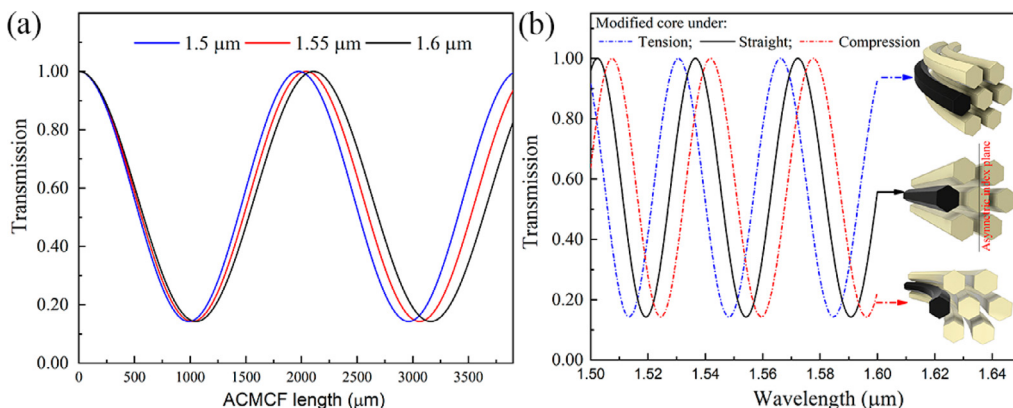 (a)
1.5 μm 1.55 μm 1.6 μm
1.00
0.80
0.60
0.40
0.20
0.00
Transmission
0 500 1000 1500 2000 2500 3000 3500
ACMCF length (μm)
(b)
Modified core under:
Tension; Straight; Compression
1.00
0.80
0.60
0.40
0.20
0.00
Transmission
1.50 1.52 1.54 1.56 1.58 1.60 1.62 1.64
Wavelength (μm)
Asymmetric index plane